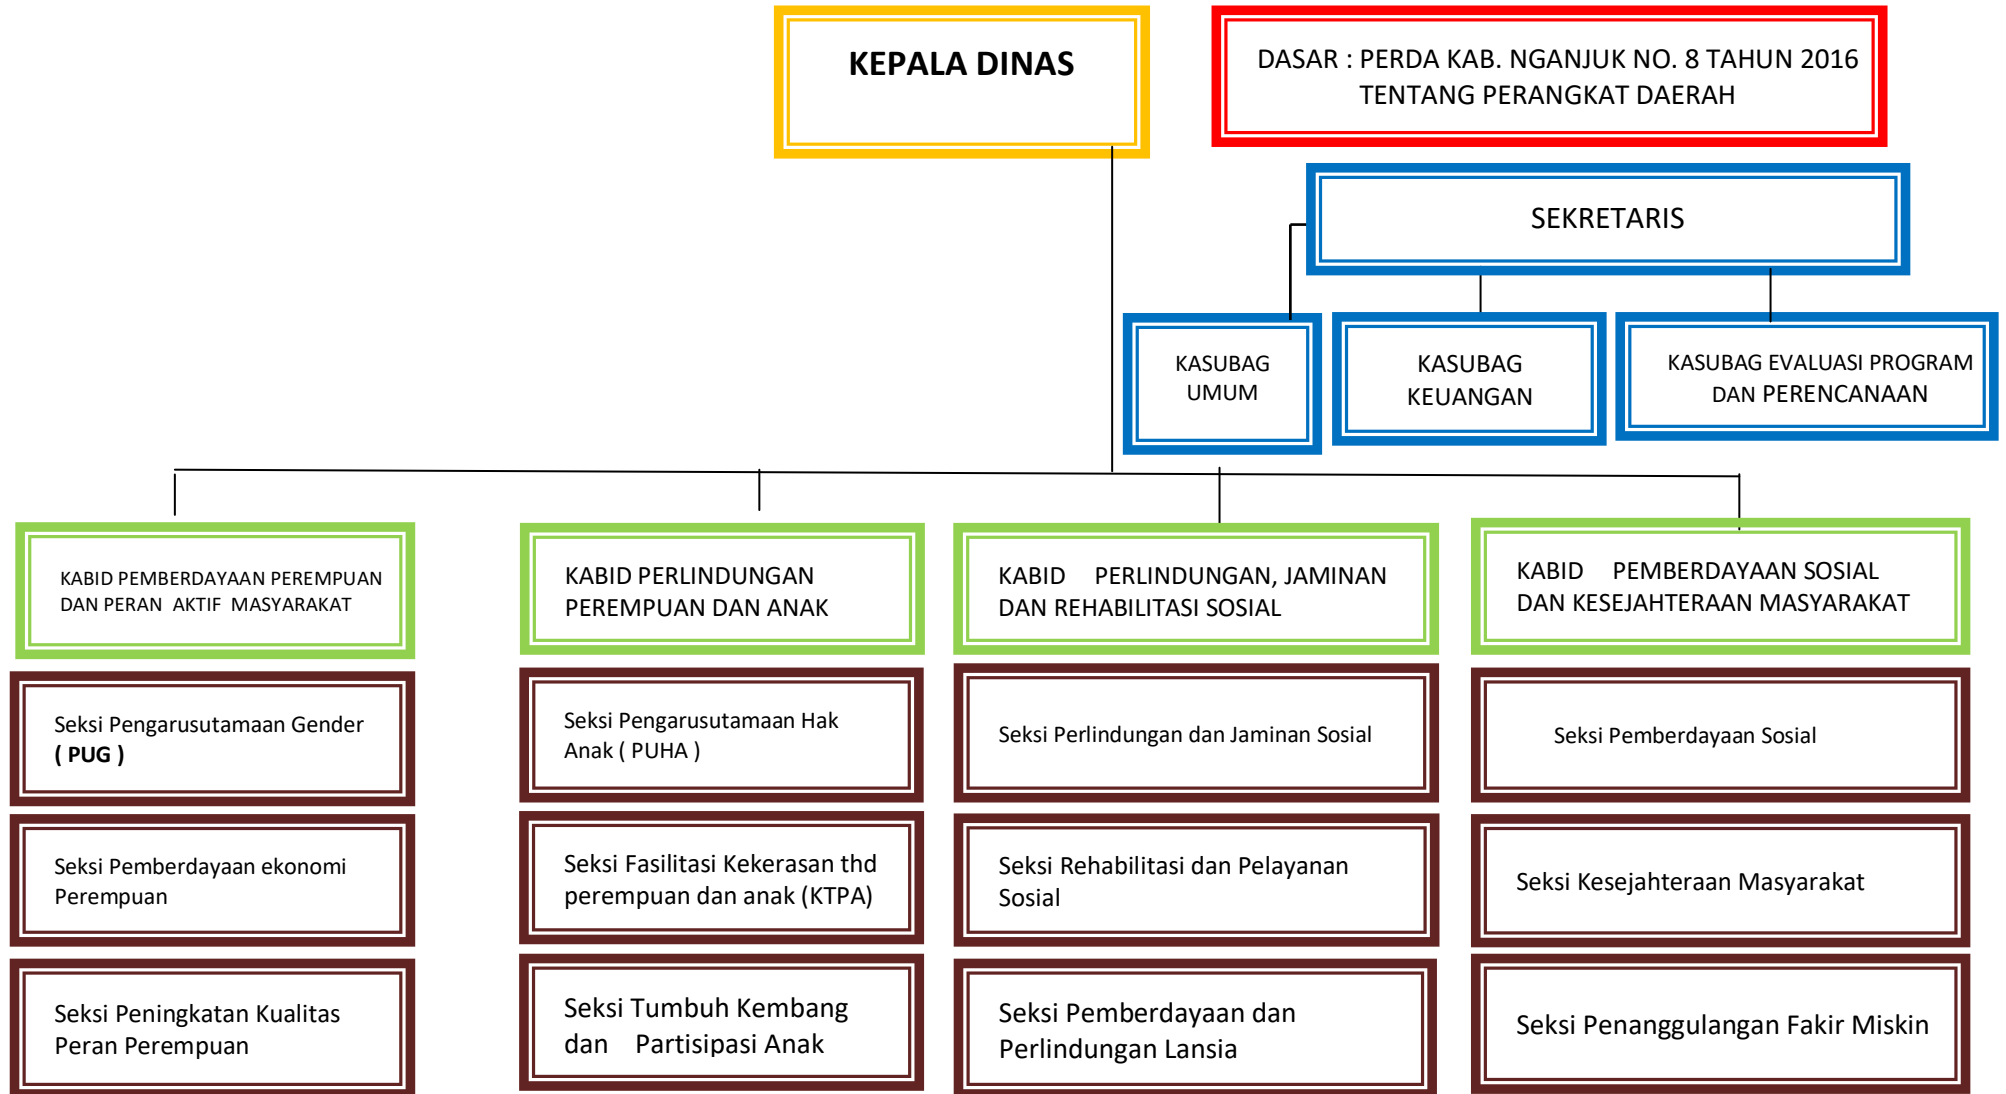 KEPALA DINAS
DASAR : PERDA KAB. NGANJUK NO. 8 TAHUN 2016
TENTANG PERANGKAT DAERAH
SEKRETARIS
KASUBAG
UMUM
KASUBAG
KEUANGAN
KASUBAG EVALUASI PROGRAM
DAN PERENCANAAN
KABID PEMBERDAYAAN PEREMPUAN
DAN PERAN AKTIF MASYARAKAT
KABID PERLINDUNGAN
PEREMPUAN DAN ANAK
KABID PERLINDUNGAN, JAMINAN
DAN REHABILITASI SOSIAL
KABID PEMBERDAYAAN SOSIAL
DAN KESEJAHTERAAN MASYARAKAT
Seksi Pengarusutamaan Gender
( PUG )
Seksi Pengarusutamaan Hak
Anak ( PUHA )
Seksi Perlindungan dan Jaminan Sosial
Seksi Pemberdayaan Sosial
Seksi Pemberdayaan ekonomi
Perempuan
Seksi Fasilitasi Kekerasan thd
perempuan dan anak (KTPA)
Seksi Rehabilitasi dan Pelayanan
Sosial
Seksi Kesejahteraan Masyarakat
Seksi Peningkatan Kualitas
Peran Perempuan
Seksi Tumbuh Kembang
dan Partisipasi Anak
Seksi Pemberdayaan dan
Perlindungan Lansia
Seksi Penanggulangan Fakir Miskin